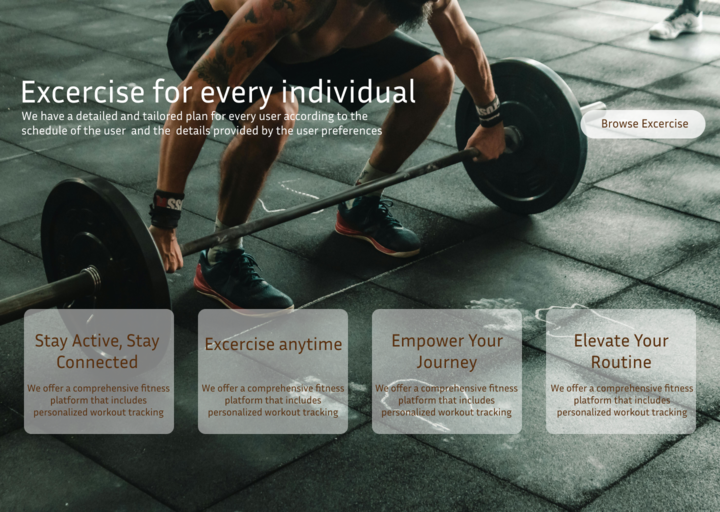 Excercise for every individual
We have a detailed and tailored plan for every user according to the
schedule of the user  and the  details provided by the user preferences
Browse Excercise
Stay Active, Stay
Connected
We offer a comprehensive fitness
platform that includes
personalized workout tracking
Excercise anytime
We offer a comprehensive fitness
platform that includes
personalized workout tracking
Empower Your
Journey
We offer a comprehensive fitness
platform that includes
personalized workout tracking
Elevate Your
Routine
We offer a comprehensive fitness
platform that includes
personalized workout tracking